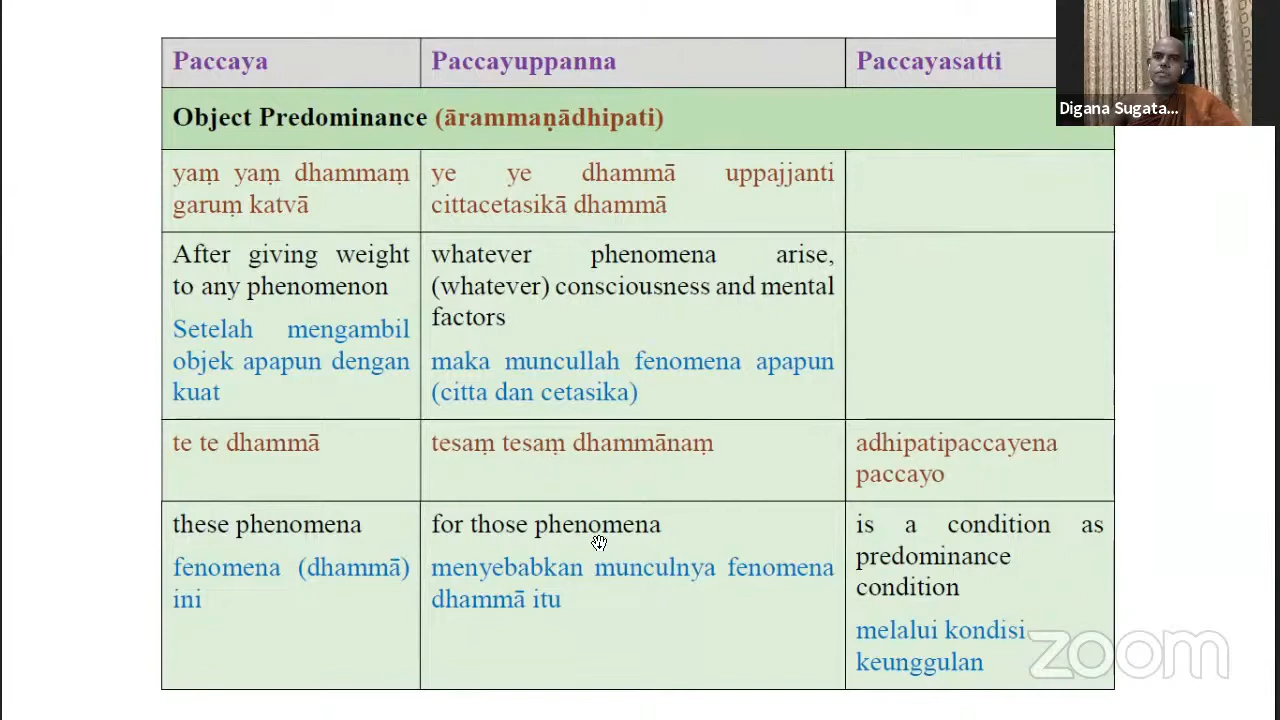 Paccaya
Paccayuppanna
Paccayasatti
Digana Sugata...
Object Predominance (ārammaṇādhipati)
yaṃ yaṃ dhammaṃ
garuṃ katvā
ye ye dhammā uppajjanti
cittacetasikā dhammā
After giving weight
to any phenomenon
Setelah mengambil
objek apapun dengan
kuat
whatever phenomena arise,
(whatever) consciousness and mental
factors
maka muncullah fenomena apapun
(citta dan cetasika)
te te dhammā
tesaṃ tesaṃ dhammānaṃ
adhipatipaccayena
paccayo
these phenomena
fenomena (dhammā)
ini
for those phenomena
menyebabkan munculnya fenomena
dhammā itu
is a condition as
predominance
condition
melalui kondisi
keunggulan
zoom